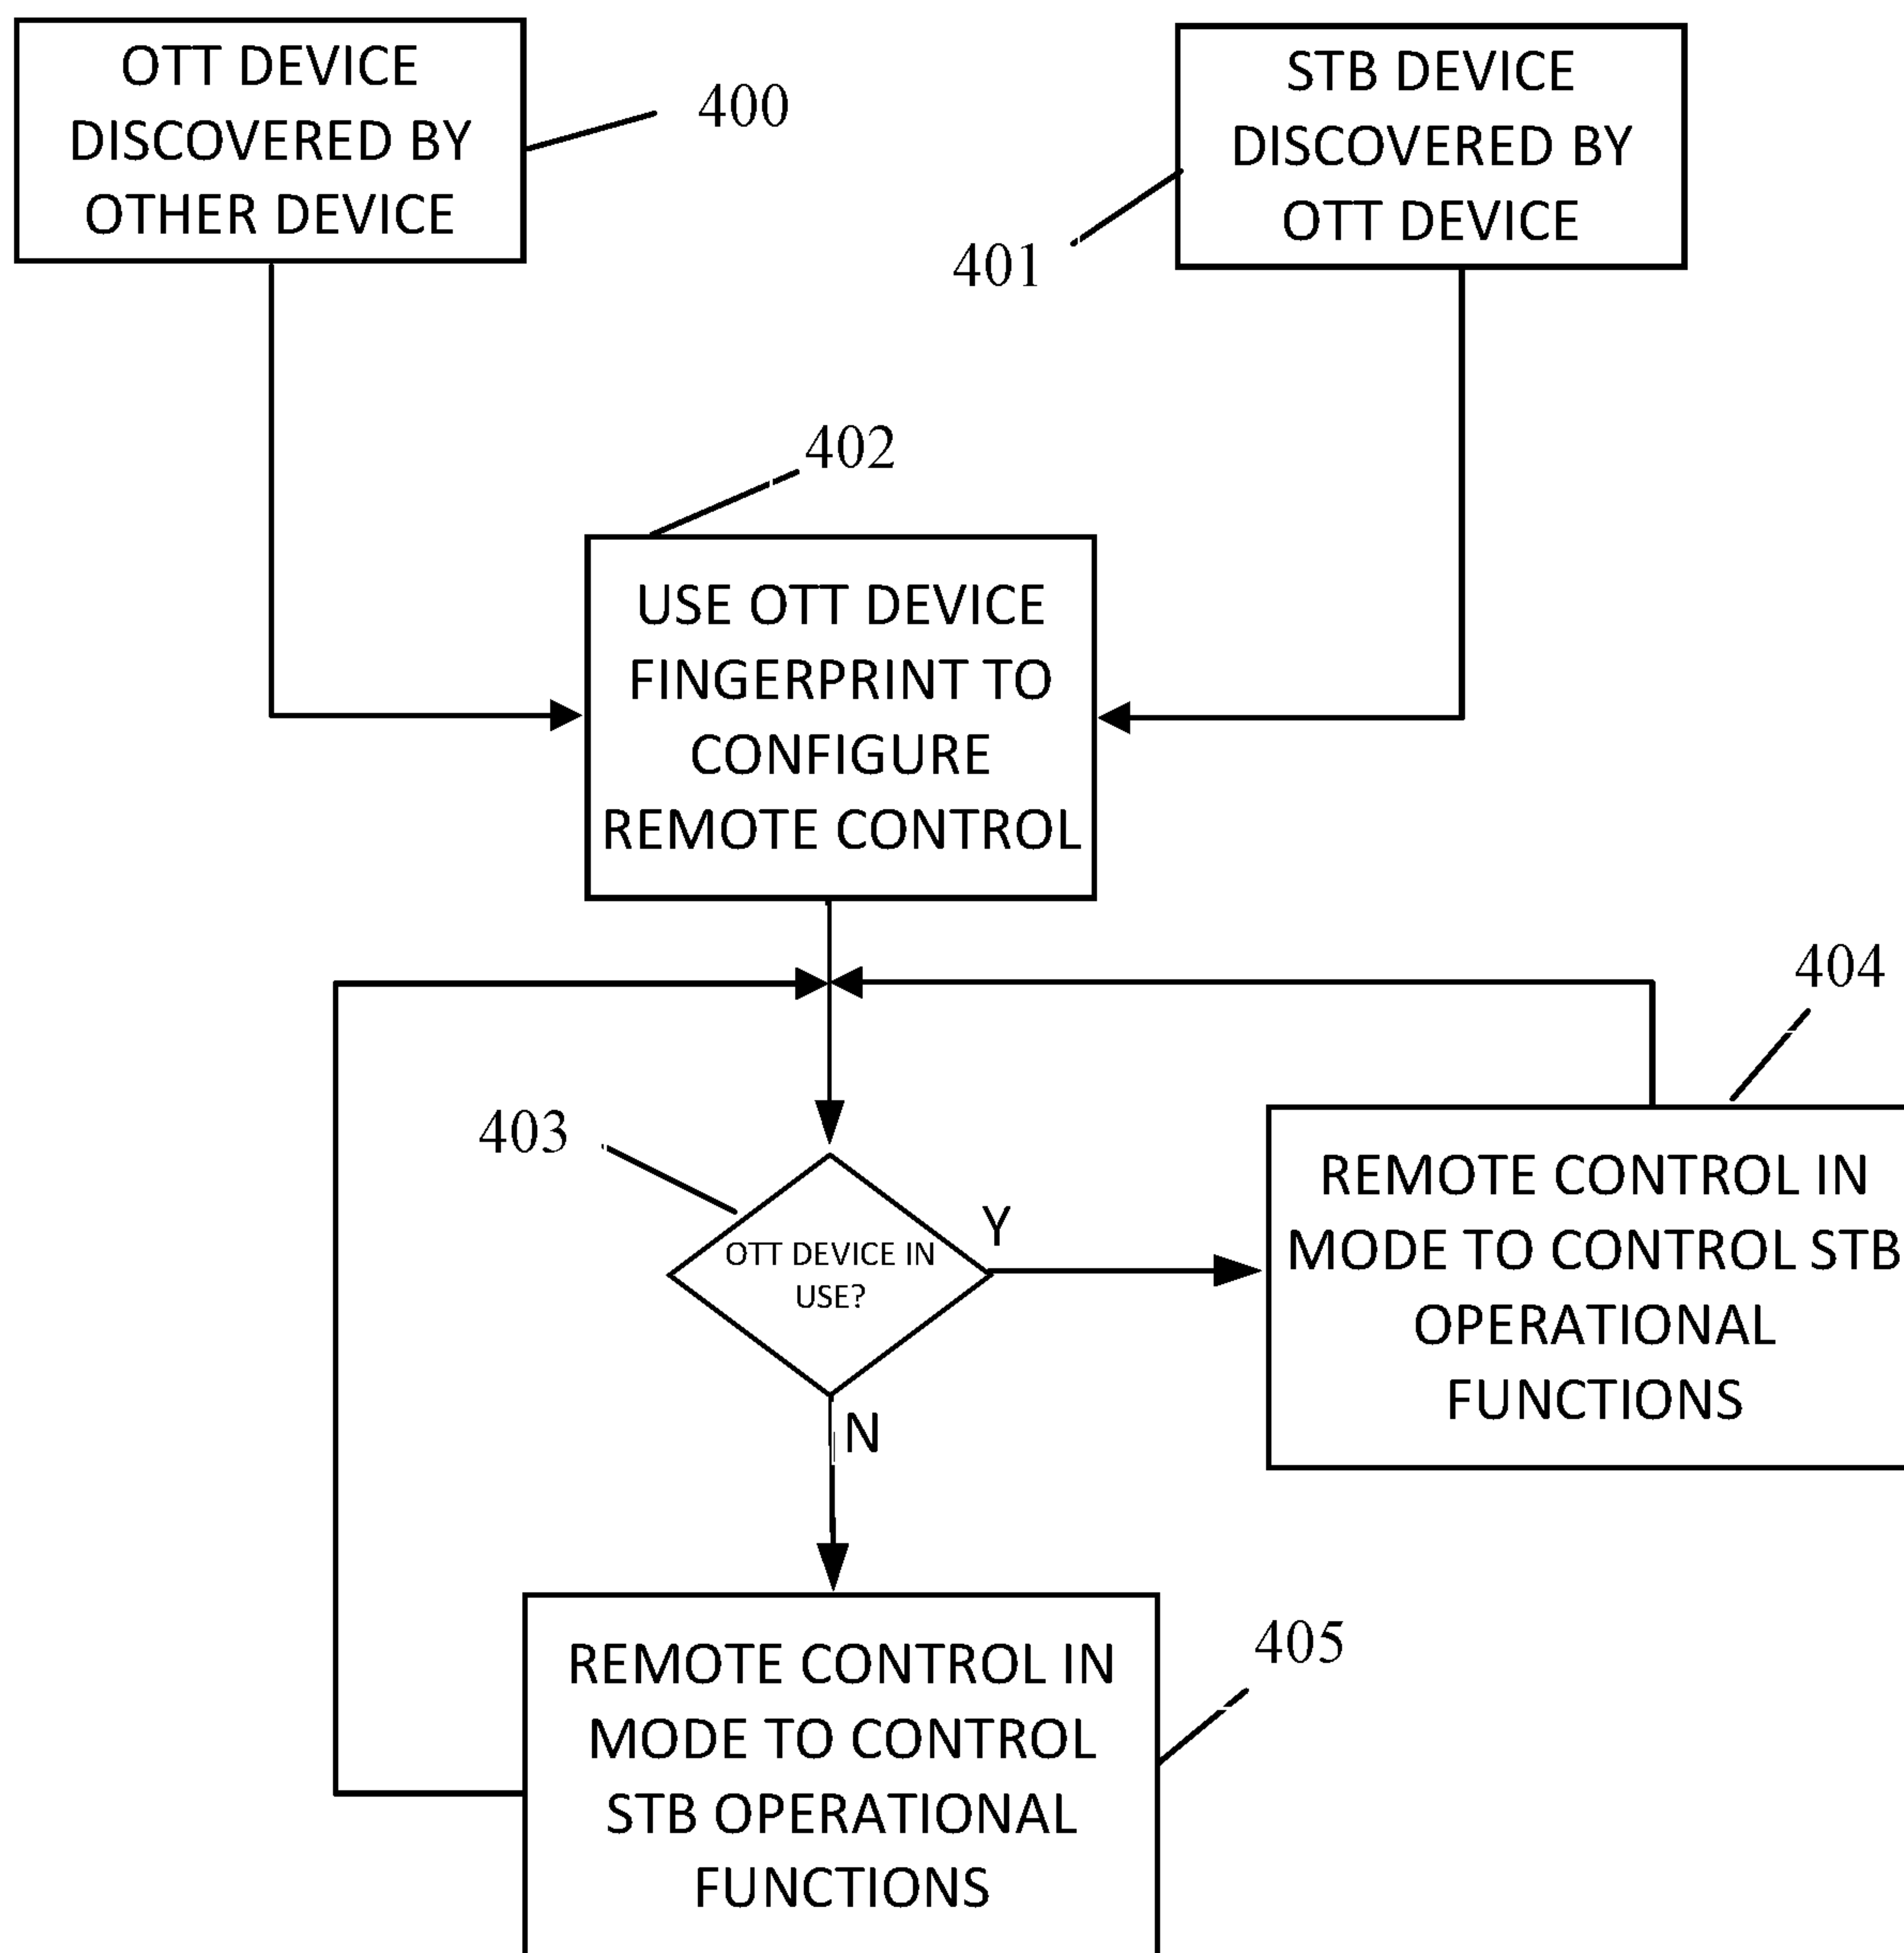 OTT DEVICE
DISCOVERED BY
OTHER DEVICE
400
STB DEVICE
DISCOVERED BY
OTT DEVICE
401
402
USE OTT DEVICE
FINGERPRINT TO
CONFIGURE
REMOTE CONTROL
403
OTT DEVICE IN
USE?
Y
N
404
REMOTE CONTROL IN
MODE TO CONTROL STB
OPERATIONAL
FUNCTIONS
405
REMOTE CONTROL IN
MODE TO CONTROL
STB OPERATIONAL
FUNCTIONS